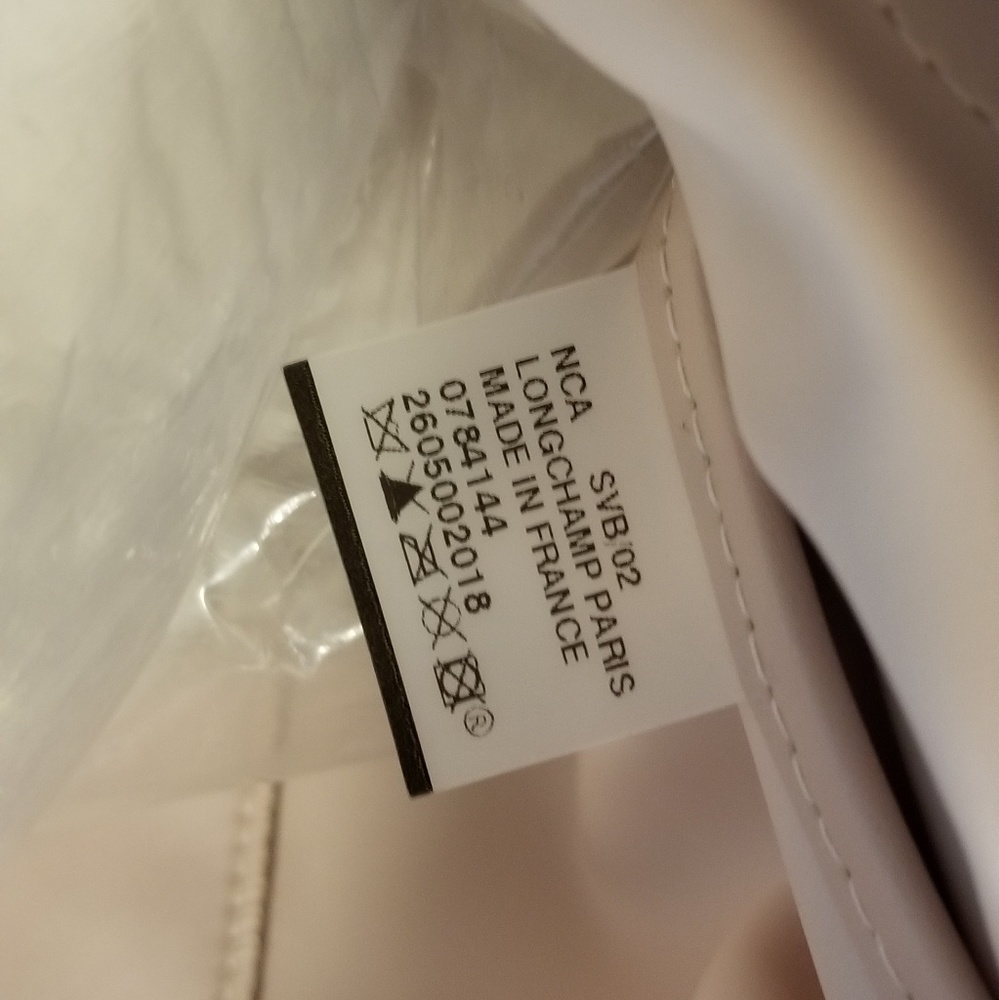 NCA SVB/02
LONGCHAMP PARIS
MADE IN FRANCE
0784144
2605002018
®